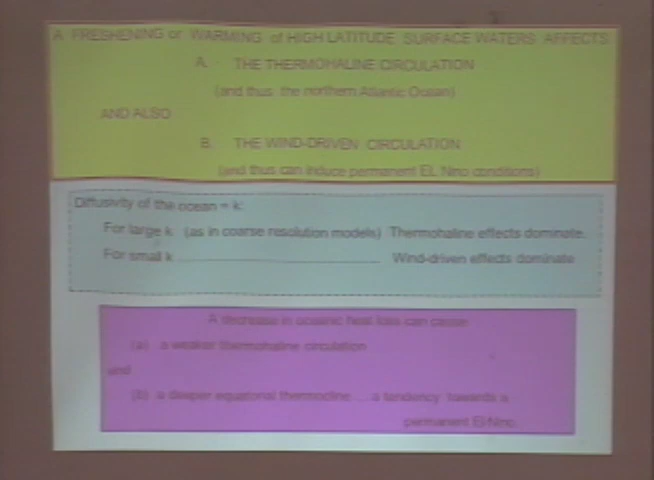 A FRESHENING or WARMING of HIGH LATITUDE SURFACE WATERS AFFECTS
A. THE THERMOHALINE CIRCULATION
(and thus the northern Atlantic Ocean)
AND ALSO
B. THE WIND-DRIVEN CIRCULATION
(and thus can induce permanent EL Nino conditions)
Diffusivity of the ocean = k:
For large k (as in coarse resolution models) Thermohaline effects dominate.
For small k Wind-driven effects dominate
A decrease in oceanic heat loss can cause
(a) a weaker thermohaline circulation
and
(b) a deeper equatorial thermocline ... a tendency towards a
permanent El Nino.